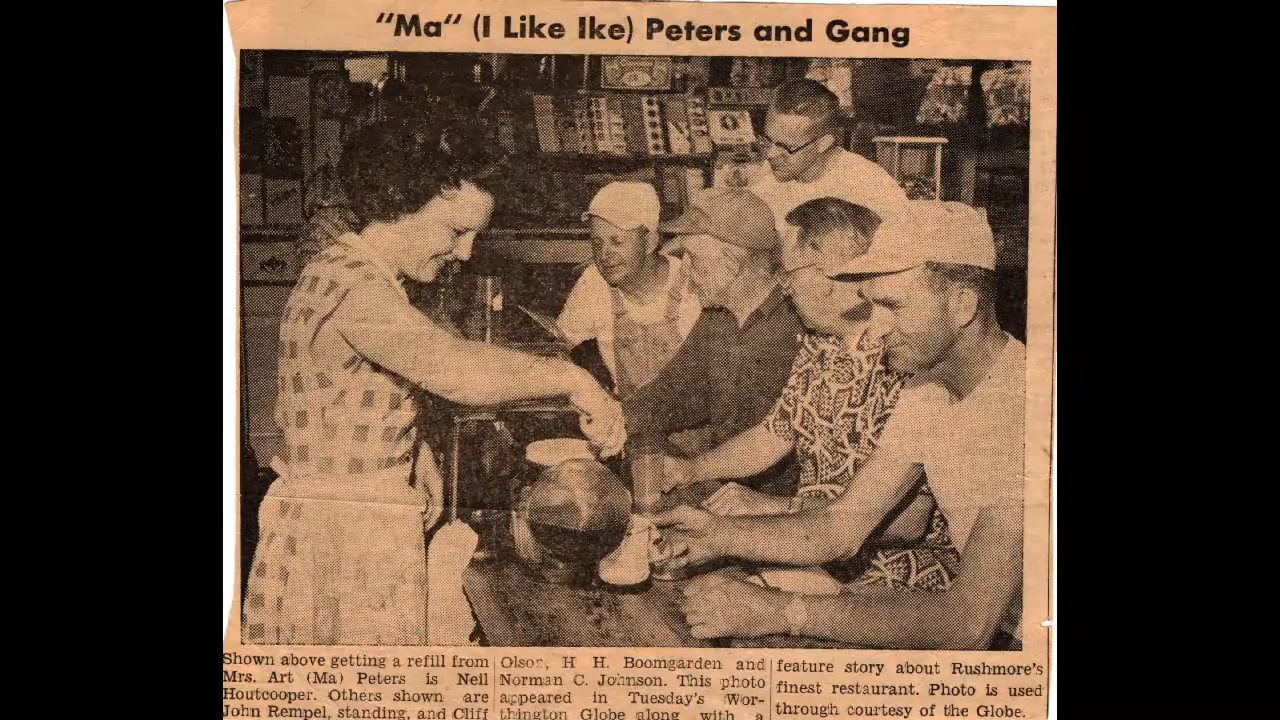 "Ma" (I Like Ike) Peters and Gang
Shown above getting a refill from
Mrs. Art (Ma) Peters is Neil
Houtcooper. Others shown are
John Rempel, standing, and Cliff
Olson, H H. Boomgarden and
Norman C. Johnson. This photo
appeared in Tuesday's Wor-
thington Globe along with a
feature story about Rushmore's
finest restaurant. Photo is used
through courtesy of the Globe.